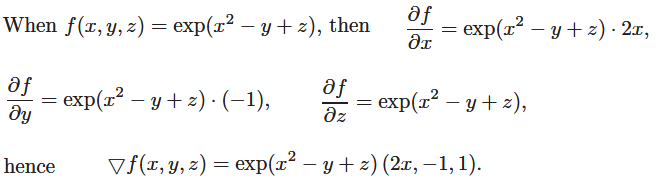 When f(x, y, z) = exp(x² − y + z), then ∂f/∂x = exp(x² − y + z) · 2x,
∂f/∂y = exp(x² − y + z) · (−1), ∂f/∂z = exp(x² − y + z),
hence ▽f(x, y, z) = exp(x² − y + z) (2x, −1, 1).